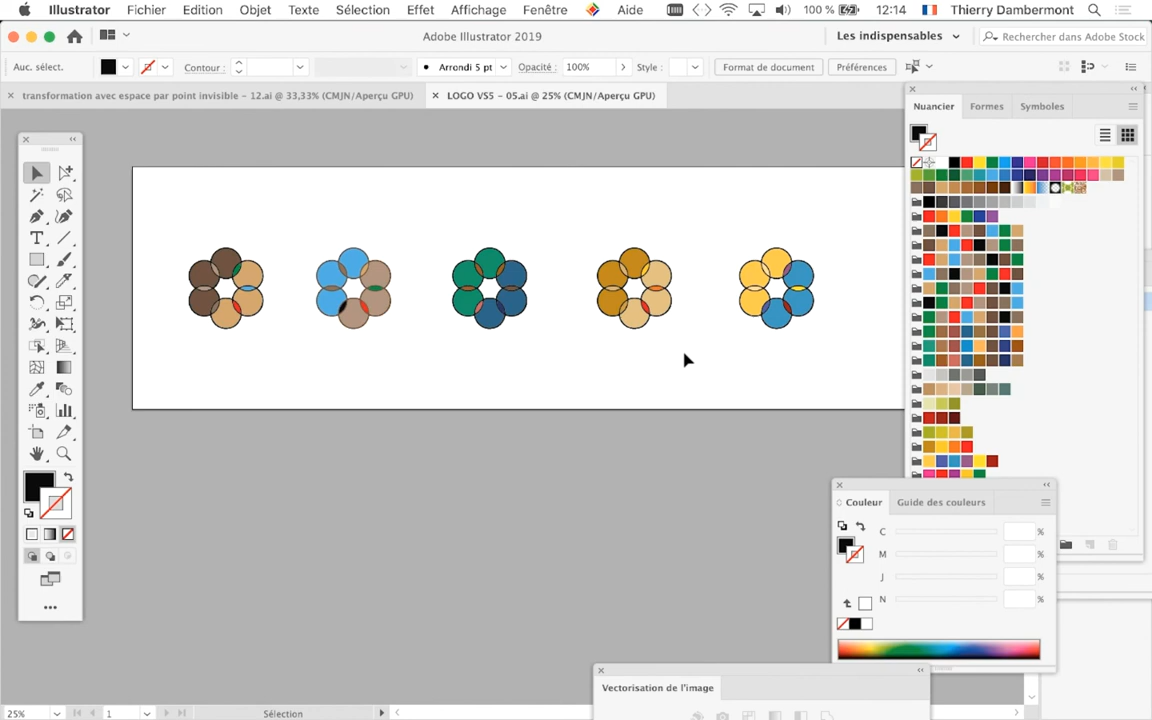 Illustrator Fichier Edition Objet Texte Sélection Effet Affichage Fenêtre Aide 100 % 12:14 Thierry Dambermont
Adobe Illustrator 2019 Les indispensables Rechercher dans Adobe Stock
Auc. sélect. Contour : Arrondi 5 pt Opacité : 100% Style : Format de document Préférences
transformation avec espace par point invisible - 12.ai @ 33,33% (CMJN/Aperçu GPU) LOGO VS5 - 05.ai @ 25% (CMJN/Aperçu GPU)
Nuancier Formes Symboles
Couleur Guide des couleurs
C %
M %
J %
N %
Vectorisation de l'image
25% 1 Sélection